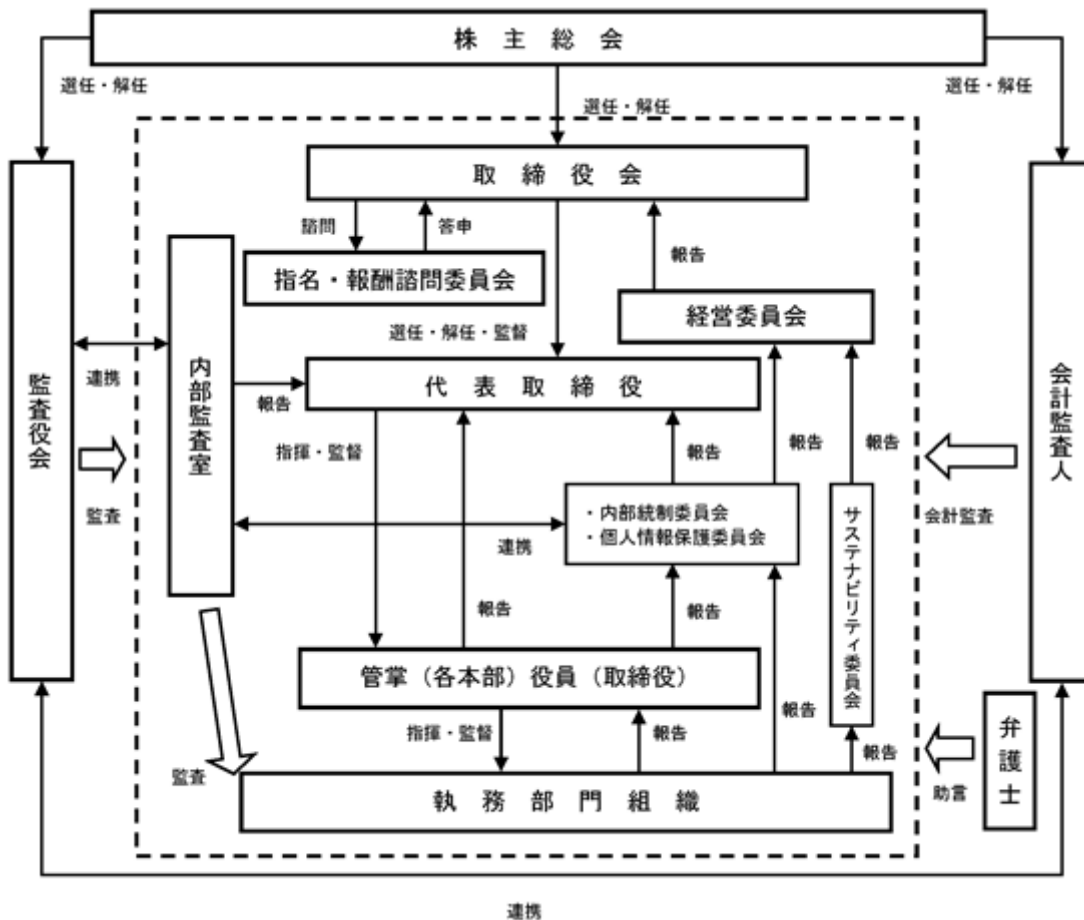 株主総会
選任・解任
選任・解任
選任・解任
取締役会
諮問
答申
報告
指名・報酬諮問委員会
経営委員会
選任・解任・監督
監査役会
連携
内部監査室
報告
代表取締役
会計監査人
指揮・監督
報告
報告
報告
監査
・内部統制委員会
・個人情報保護委員会
サステナビリティ委員会
会計監査
連携
報告
報告
管掌（各本部）役員（取締役）
報告
弁護士
指揮・監督
報告
報告
監査
執務部門組織
助言
連携